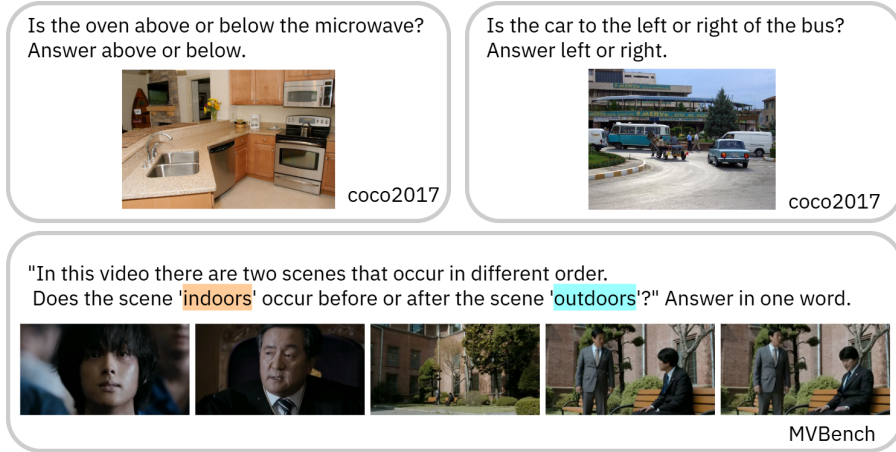 Is the oven above or below the microwave?
Answer above or below.
coco2017
Is the car to the left or right of the bus?
Answer left or right.
coco2017
"In this video there are two scenes that occur in different order.
Does the scene 'indoors' occur before or after the scene 'outdoors'?" Answer in one word.
MVBench